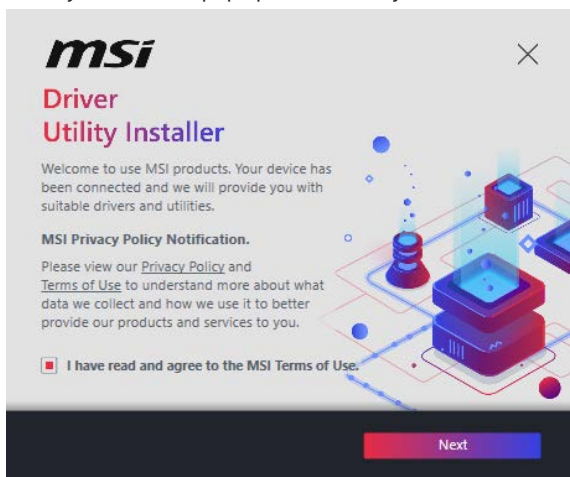 msi
Driver
Utility Installer
Welcome to use MSI products. Your device has
been connected and we will provide you with
suitable drivers and utilities.
MSI Privacy Policy Notification.
Please view our Privacy Policy and
Terms of Use to understand more about what
data we collect and how we use it to better
provide our products and services to you.
I have read and agree to the MSI Terms of Use.
Next